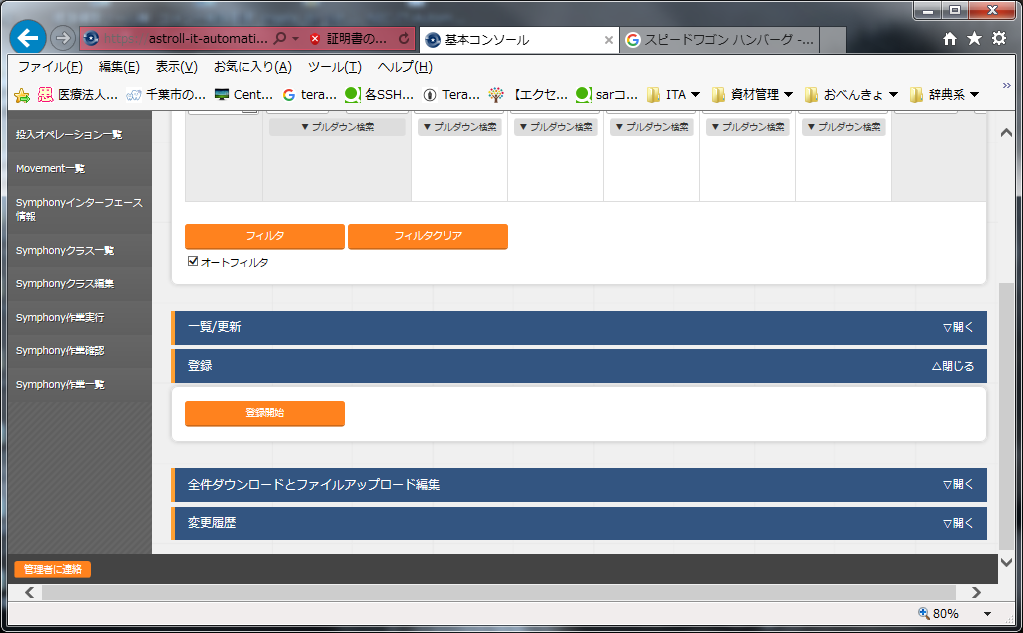 https:// astroll-it-automati...
証明書の...
基本コンソール
スピードワゴン ハンバーグ -...
ファイル(F) 編集(E) 表示(V) お気に入り(A) ツール(T) ヘルプ(H)
医療法人... 千葉市の... Cent... tera... 各SSH... Tera... 【エクセ... sarコ... ITA 資材管理 おべんきょ 辞典系
投入オペレーション一覧
Movement一覧
Symphonyインターフェース
情報
Symphonyクラス一覧
Symphonyクラス編集
Symphony作業実行
Symphony作業確認
Symphony作業一覧
▼プルダウン検索 ▼プルダウン検索 ▼プルダウン検索 ▼プルダウン検索 ▼プルダウン検索 ▼プルダウン検索
フィルタ フィルタクリア
オートフィルタ
一覧/更新 ▽開く
登録 △閉じる
登録開始
全件ダウンロードとファイルアップロード編集 ▽開く
変更履歴 ▽開く
管理者に連絡
80%